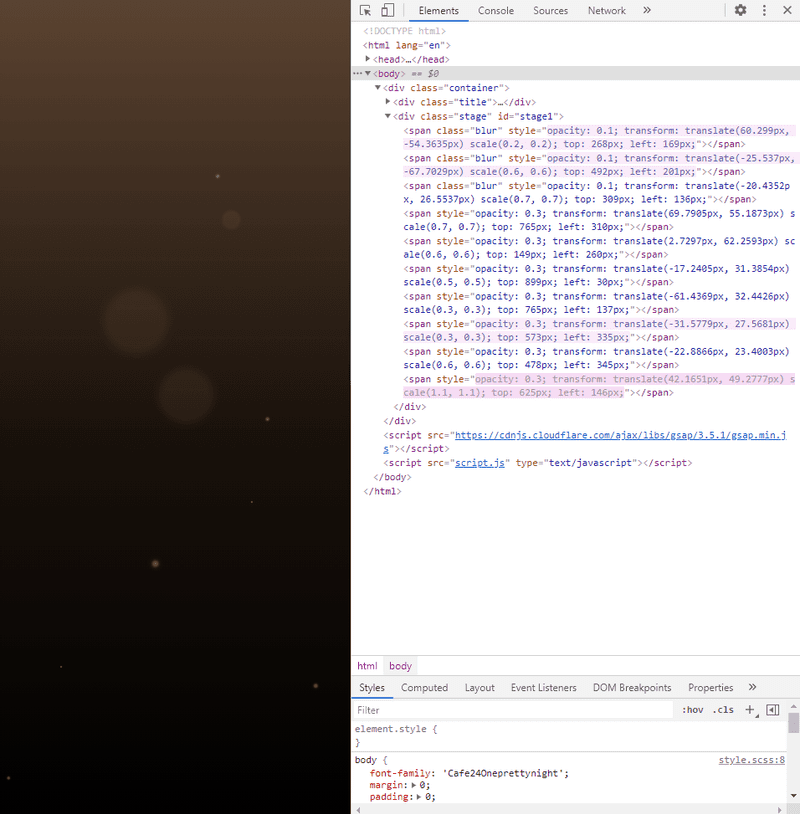 Elements Console Sources Network »
<!DOCTYPE html>
<html lang="en">
<head>…</head>
<body> == $0
<div class="container">
<div class="title">…</div>
<div class="stage" id="stage1">
<span class="blur" style="opacity: 0.1; transform: translate(60.299px,
-54.3635px) scale(0.2, 0.2); top: 268px; left: 169px;"></span>
<span class="blur" style="opacity: 0.1; transform: translate(-25.537px,
-67.7029px) scale(0.6, 0.6); top: 492px; left: 201px;"></span>
<span class="blur" style="opacity: 0.1; transform: translate(-20.4352p
x, 26.5537px) scale(0.7, 0.7); top: 309px; left: 136px;"></span>
<span style="opacity: 0.3; transform: translate(69.7905px, 55.1873px) s
cale(0.7, 0.7); top: 765px; left: 310px;"></span>
<span style="opacity: 0.3; transform: translate(2.7297px, 62.2593px) sc
ale(0.6, 0.6); top: 149px; left: 260px;"></span>
<span style="opacity: 0.3; transform: translate(-17.2405px, 31.3854px)
scale(0.5, 0.5); top: 899px; left: 30px;"></span>
<span style="opacity: 0.3; transform: translate(-61.4369px, 32.4426px)
scale(0.3, 0.3); top: 765px; left: 137px;"></span>
<span style="opacity: 0.3; transform: translate(-31.5779px, 27.5681px)
scale(0.3, 0.3); top: 573px; left: 335px;"></span>
<span style="opacity: 0.3; transform: translate(-22.8866px, 23.4003px)
scale(0.6, 0.6); top: 478px; left: 345px;"></span>
<span style="opacity: 0.3; transform: translate(42.1651px, 49.2777px) s
cale(1.1, 1.1); top: 625px; left: 146px;"></span>
</div>
</div>
<script src="https://cdnjs.cloudflare.com/ajax/libs/gsap/3.5.1/gsap.min.j
s"></script>
<script src="script.js" type="text/javascript"></script>
</body>
</html>
html body
Styles Computed Layout Event Listeners DOM Breakpoints Properties »
Filter :hov .cls +
element.style {
}
body { style.scss:8
font-family: 'Cafe24Oneprettynight';
margin: 0;
padding: 0;